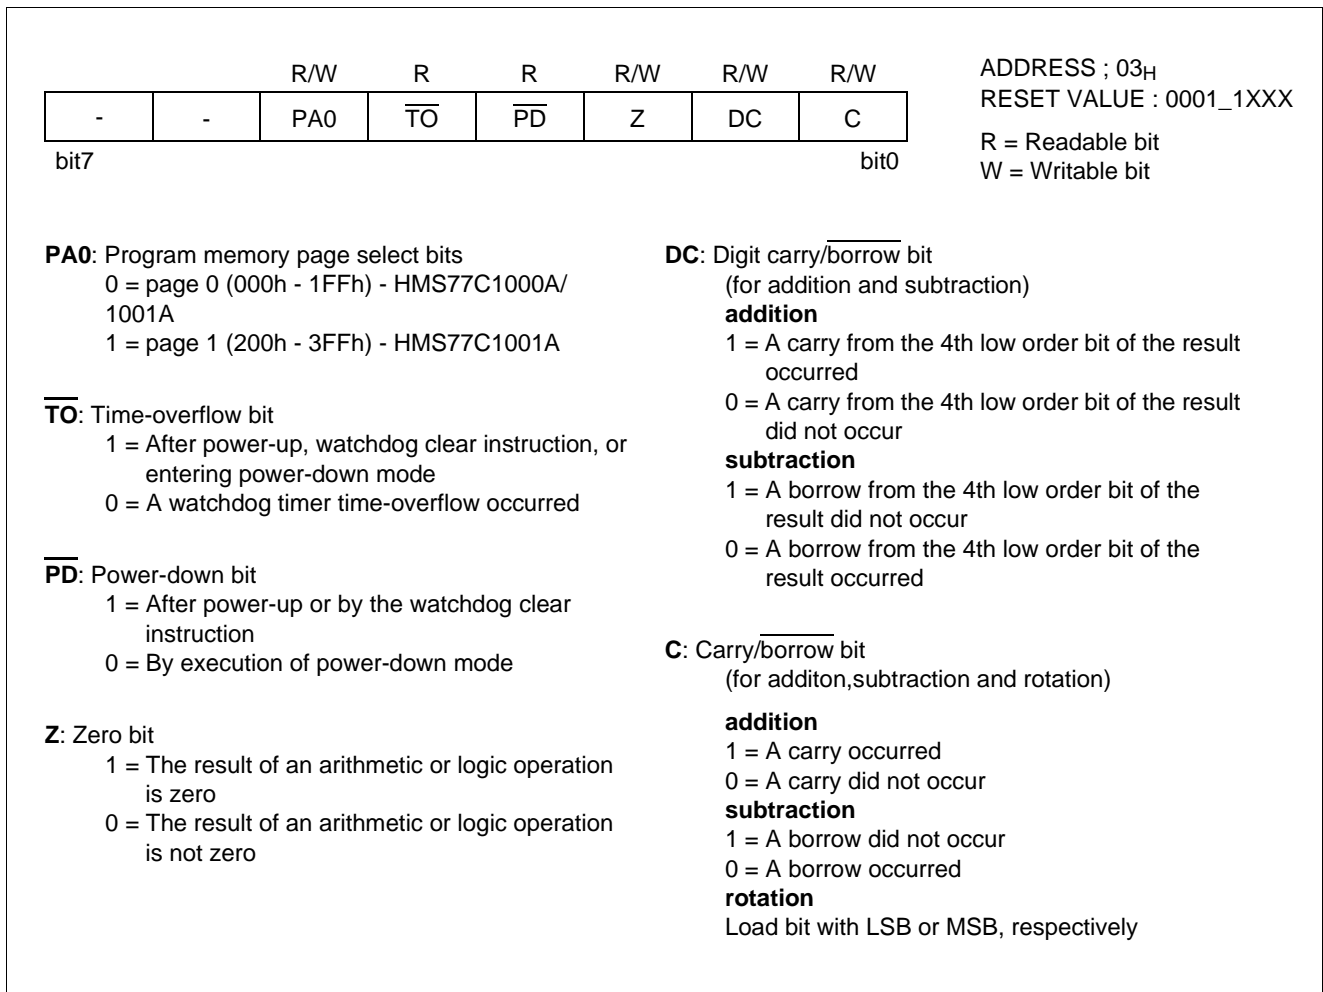 R/W R R R/W R/W R/W
- - PA0 T̅O̅ P̅D̅ Z DC C
bit7 bit0
ADDRESS ; 03H
RESET VALUE : 0001_1XXX
R = Readable bit
W = Writable bit
PA0: Program memory page select bits
0 = page 0 (000h - 1FFh) - HMS77C1000A/
1001A
1 = page 1 (200h - 3FFh) - HMS77C1001A
T̅O̅: Time-overflow bit
1 = After power-up, watchdog clear instruction, or
entering power-down mode
0 = A watchdog timer time-overflow occurred
P̅D̅: Power-down bit
1 = After power-up or by the watchdog clear
instruction
0 = By execution of power-down mode
Z: Zero bit
1 = The result of an arithmetic or logic operation
is zero
0 = The result of an arithmetic or logic operation
is not zero
DC: Digit carry/b̅o̅r̅r̅o̅w̅ bit
(for addition and subtraction)
addition
1 = A carry from the 4th low order bit of the result
occurred
0 = A carry from the 4th low order bit of the result
did not occur
subtraction
1 = A borrow from the 4th low order bit of the
result did not occur
0 = A borrow from the 4th low order bit of the
result occurred
C: Carry/b̅o̅r̅r̅o̅w̅ bit
(for additon,subtraction and rotation)
addition
1 = A carry occurred
0 = A carry did not occur
subtraction
1 = A borrow did not occur
0 = A borrow occurred
rotation
Load bit with LSB or MSB, respectively